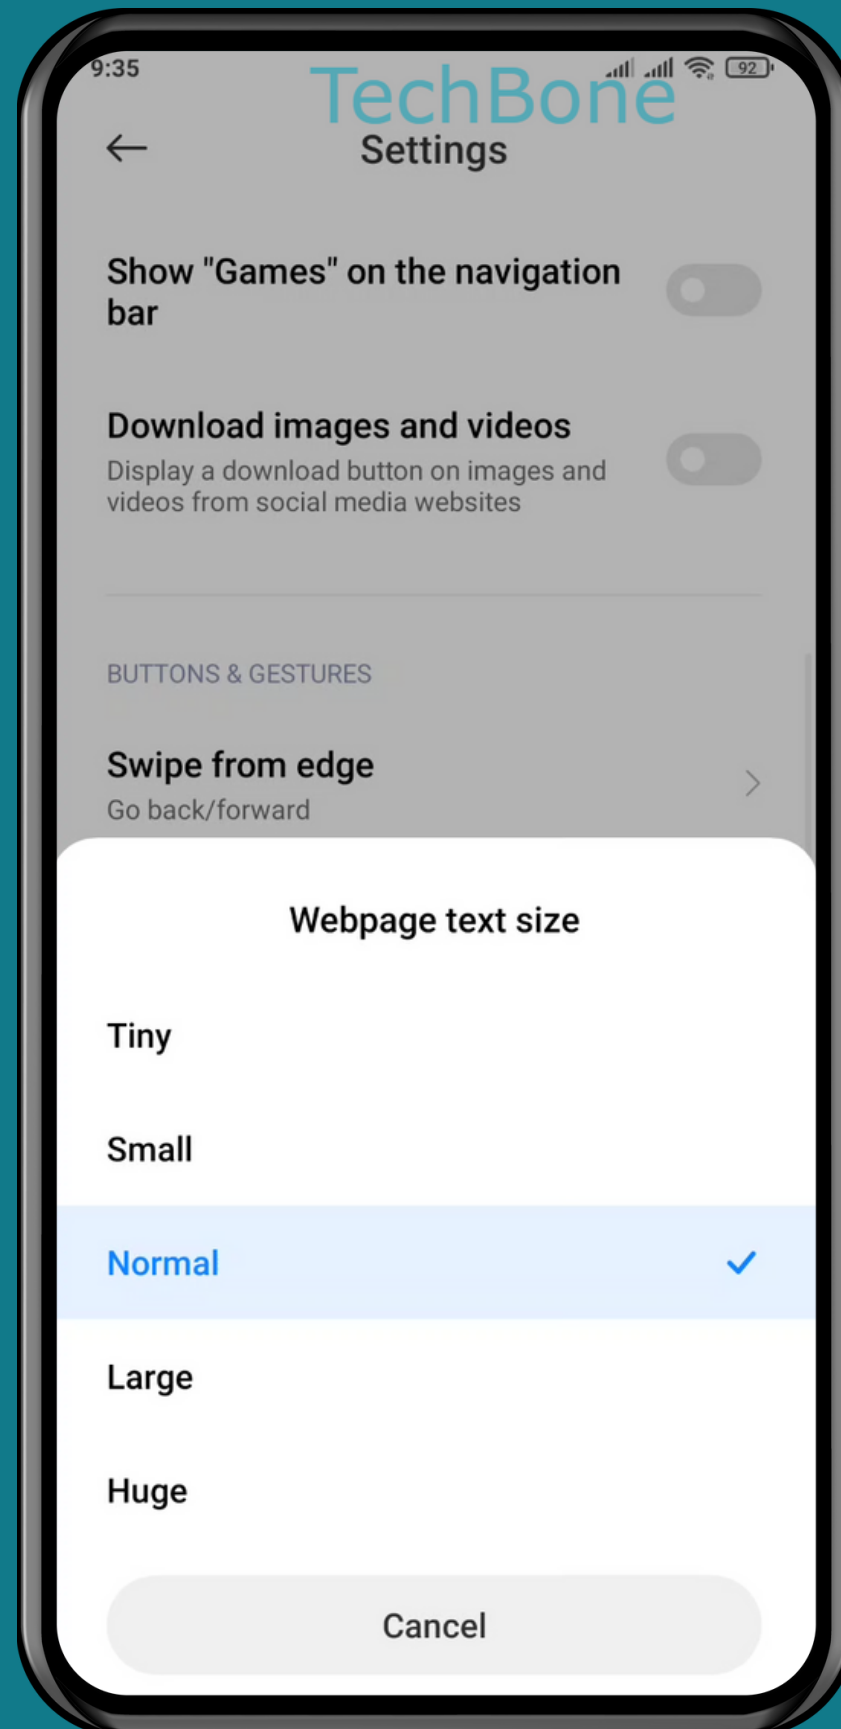 9:35
92
TechBone
Settings
Show "Games" on the navigation
bar
Download images and videos
Display a download button on images and
videos from social media websites
BUTTONS & GESTURES
Swipe from edge
Go back/forward
Webpage text size
Tiny
Small
Normal
Large
Huge
Cancel